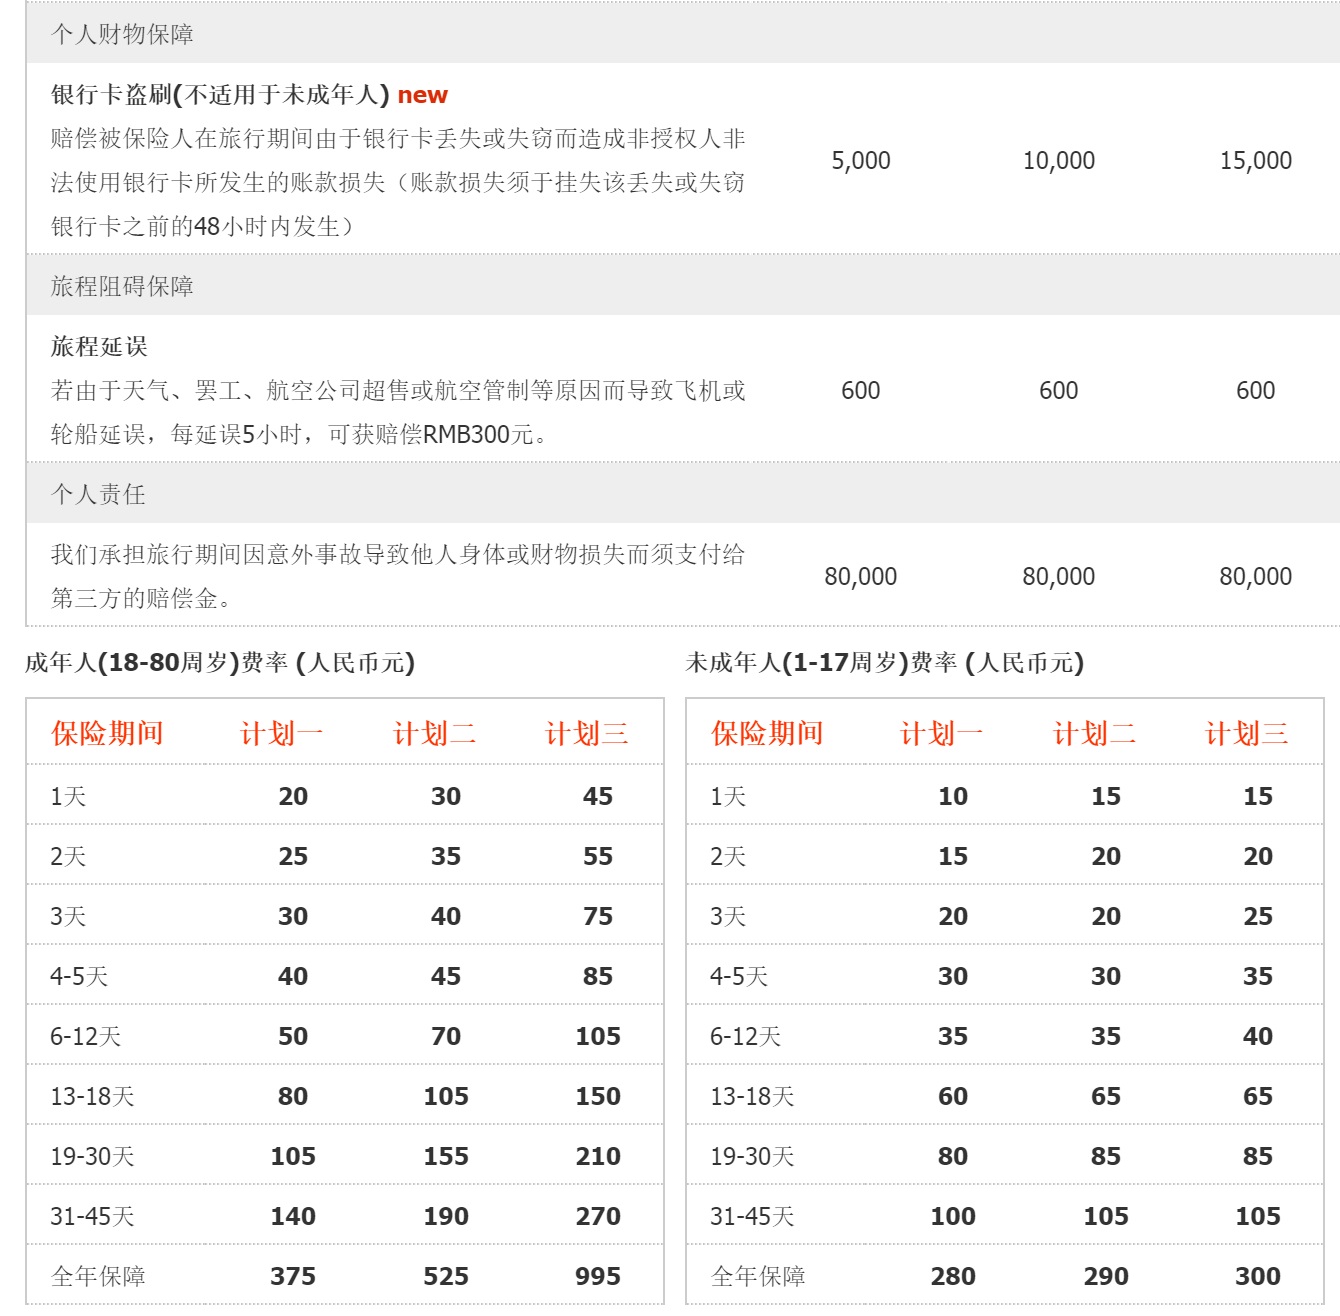 个人财物保障
银行卡盗刷(不适用于未成年人) new
赔偿被保险人在旅行期间由于银行卡丢失或失窃而造成非授权人非
法使用银行卡所发生的账款损失（账款损失须于挂失该丢失或失窃
银行卡之前的48小时内发生）
5,000 10,000 15,000
旅程阻碍保障
旅程延误
若由于天气、罢工、航空公司超售或航空管制等原因而导致飞机或
轮船延误，每延误5小时，可获赔偿RMB300元。
600 600 600
个人责任
我们承担旅行期间因意外事故导致他人身体或财物损失而须支付给
第三方的赔偿金。
80,000 80,000 80,000
成年人(18-80周岁)费率 (人民币元)
保险期间 计划一 计划二 计划三
1天 20 30 45
2天 25 35 55
3天 30 40 75
4-5天 40 45 85
6-12天 50 70 105
13-18天 80 105 150
19-30天 105 155 210
31-45天 140 190 270
全年保障 375 525 995
未成年人(1-17周岁)费率 (人民币元)
保险期间 计划一 计划二 计划三
1天 10 15 15
2天 15 20 20
3天 20 20 25
4-5天 30 30 35
6-12天 35 35 40
13-18天 60 65 65
19-30天 80 85 85
31-45天 100 105 105
全年保障 280 290 300